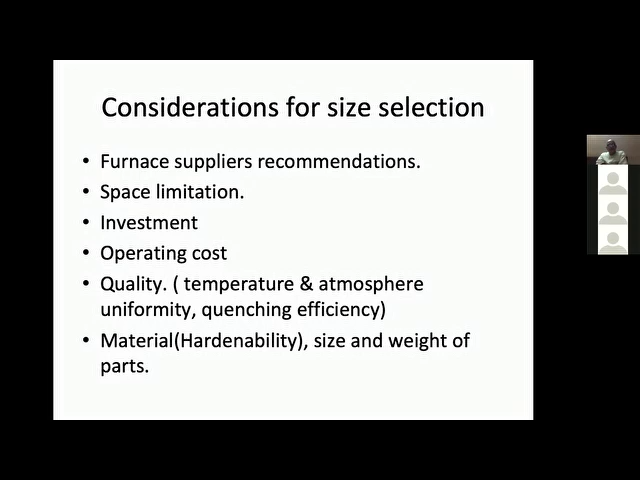 Considerations for size selection
• Furnace suppliers recommendations.
• Space limitation.
• Investment
• Operating cost
• Quality. ( temperature & atmosphere
uniformity, quenching efficiency)
• Material(Hardenability), size and weight of
parts.